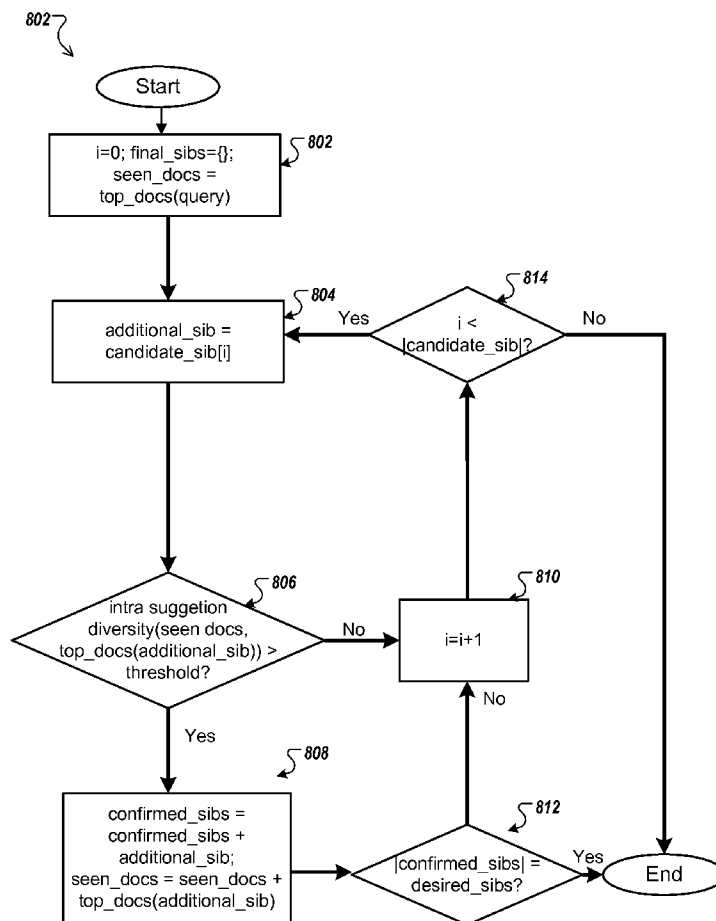 802
Start
802
i=0; final_sibs={};
seen_docs =
top_docs(query)
804
additional_sib =
candidate_sib[i]
814
Yes
i <
|candidate_sib|?
No
806
intra suggetion
diversity(seen docs,
top_docs(additional_sib)) >
threshold?
No
810
i=i+1
Yes
No
808
confirmed_sibs =
confirmed_sibs +
additional_sib;
seen_docs = seen_docs +
top_docs(additional_sib)
812
|confirmed_sibs| =
desired_sibs?
Yes
End